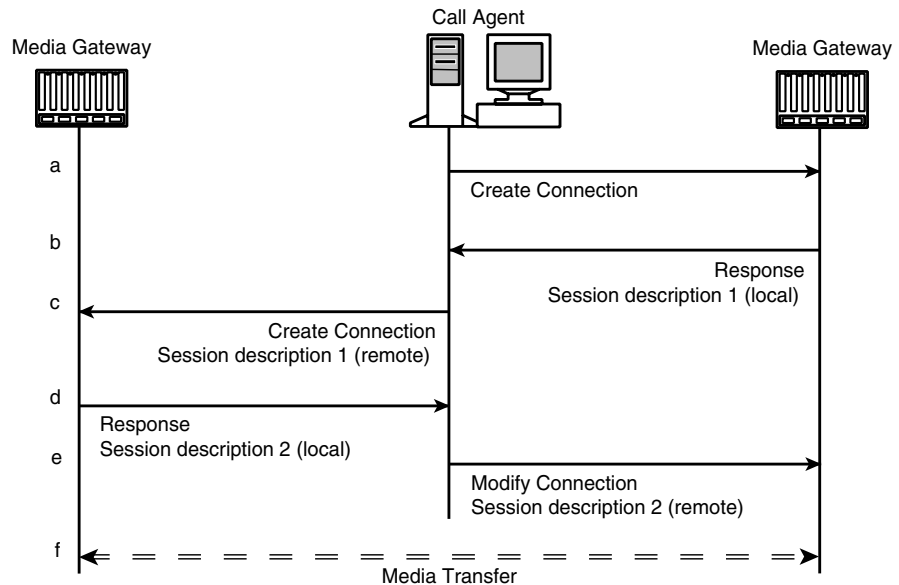 Call Agent
Media Gateway
Media Gateway
a
Create Connection
b
Response
Session description 1 (local)
c
Create Connection
Session description 1 (remote)
d
Response
Session description 2 (local)
e
Modify Connection
Session description 2 (remote)
f
Media Transfer